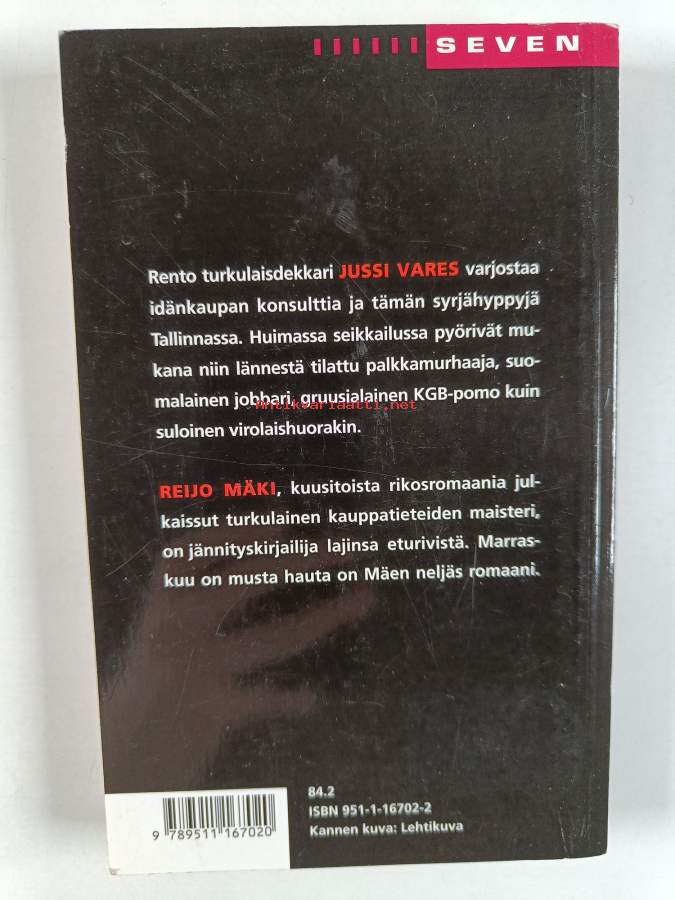 SEVEN
Rento turkulaisdekkari JUSSI VARES varjostaa
idänkaupan konsulttia ja tämän syrjähyppyjä
Tallinnassa. Huimassa seikkailussa pyörivät mu-
kana niin lännestä tilattu palkkamurhaaja, suo-
malainen jobbari, gruusialainen KGB-pomo kuin
Antikvariaatti.net
suloinen virolaishuorakin.
REIJO MÄKI, kuusitoista rikosromaania jul-
kaissut turkulainen kauppatieteiden maisteri,
on jännityskirjailija lajinsa eturivistä. Marras-
kuu on musta hauta on Mäen neljäs romaani.
84.2
ISBN 951-1-16702-2
Kannen kuva: Lehtikuva
9 789511 167020